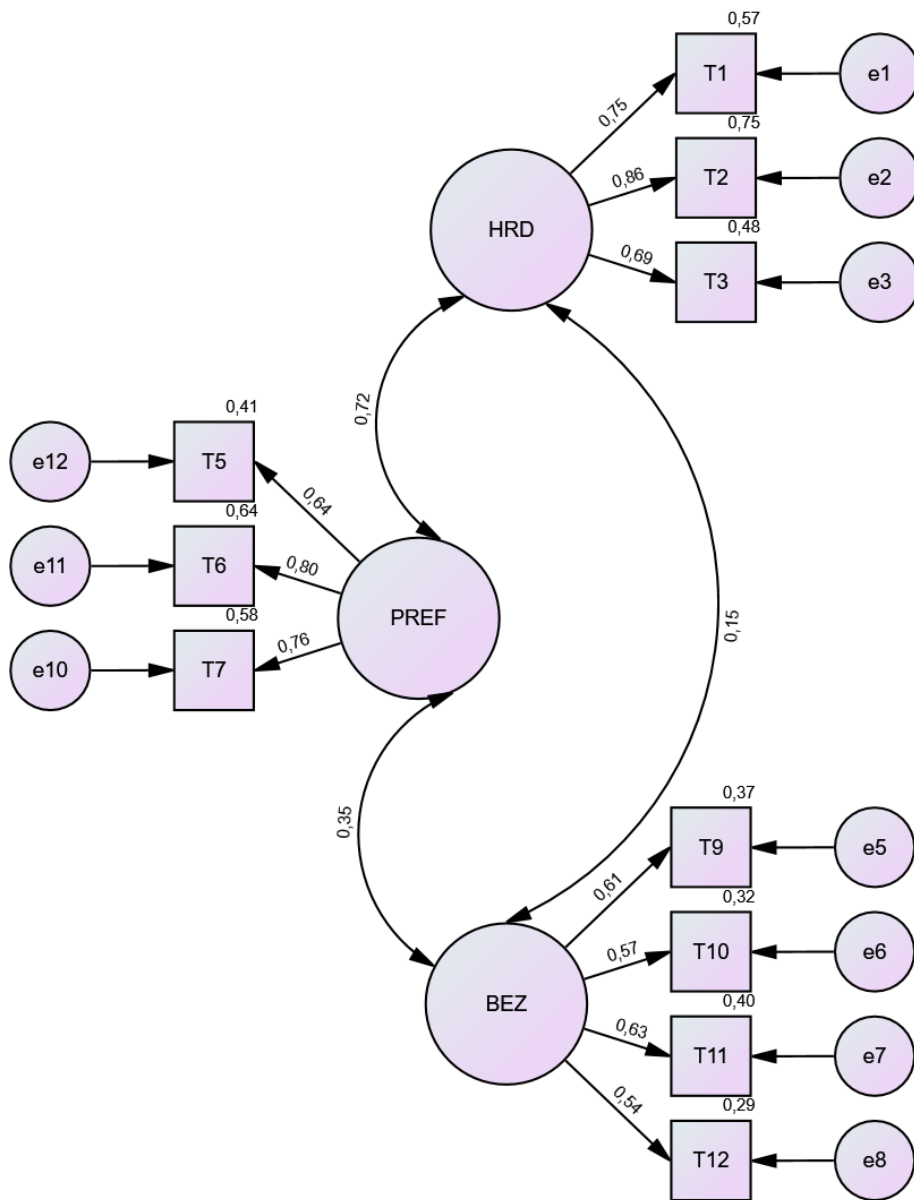 0,57
T1
e1
0,75
0,75
T2
e2
0,86
HRD
0,48
T3
e3
0,69
0,72
0,41
e12
T5
0,64
0,64
e11
T6
0,80
0,58
PREF
e10
T7
0,76
0,15
0,35
0,37
T9
e5
0,61
0,32
T10
e6
0,57
BEZ
0,40
T11
e7
0,63
0,29
T12
e8
0,54